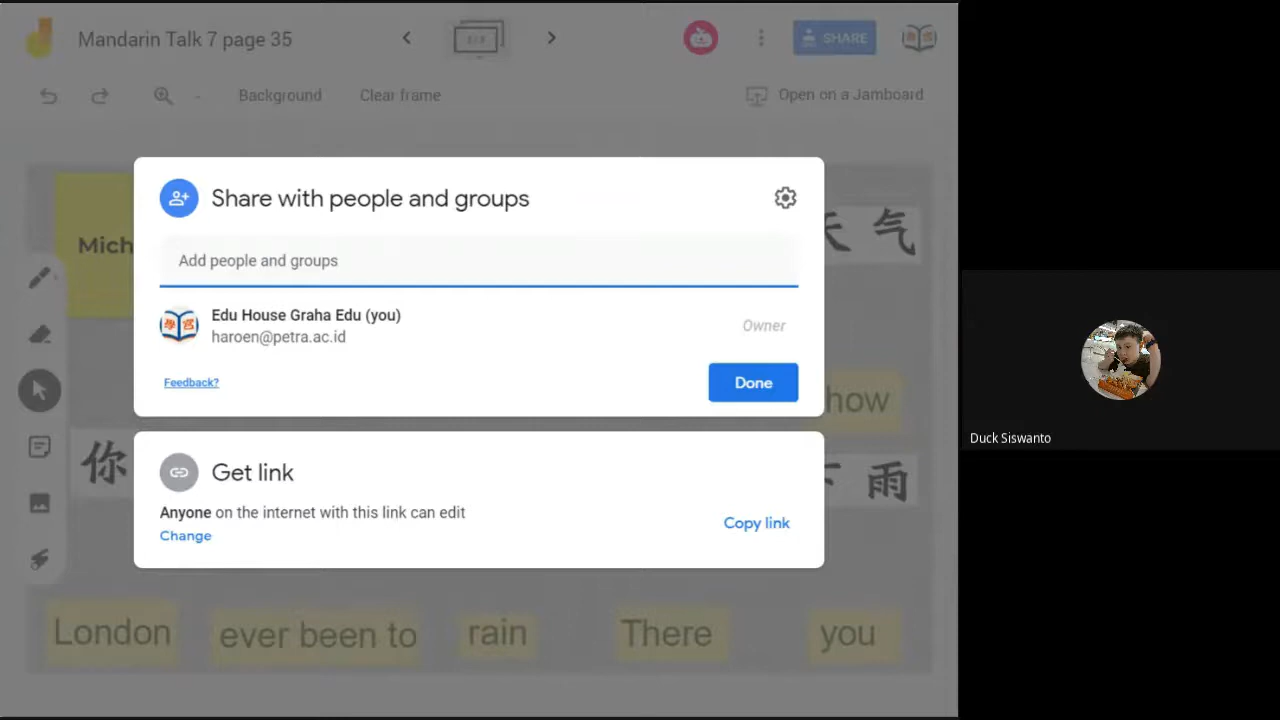 Mandarin Talk 7 page 35
SHARE
Background
Clear frame
Open on a Jamboard
Mich
天气
Share with people and groups
Add people and groups
Edu House Graha Edu (you)
haroen@petra.ac.id
Owner
Feedback?
Done
how
你
下雨
Get link
Anyone on the internet with this link can edit
Change
Copy link
London
ever been to
rain
There
you
Duck Siswanto